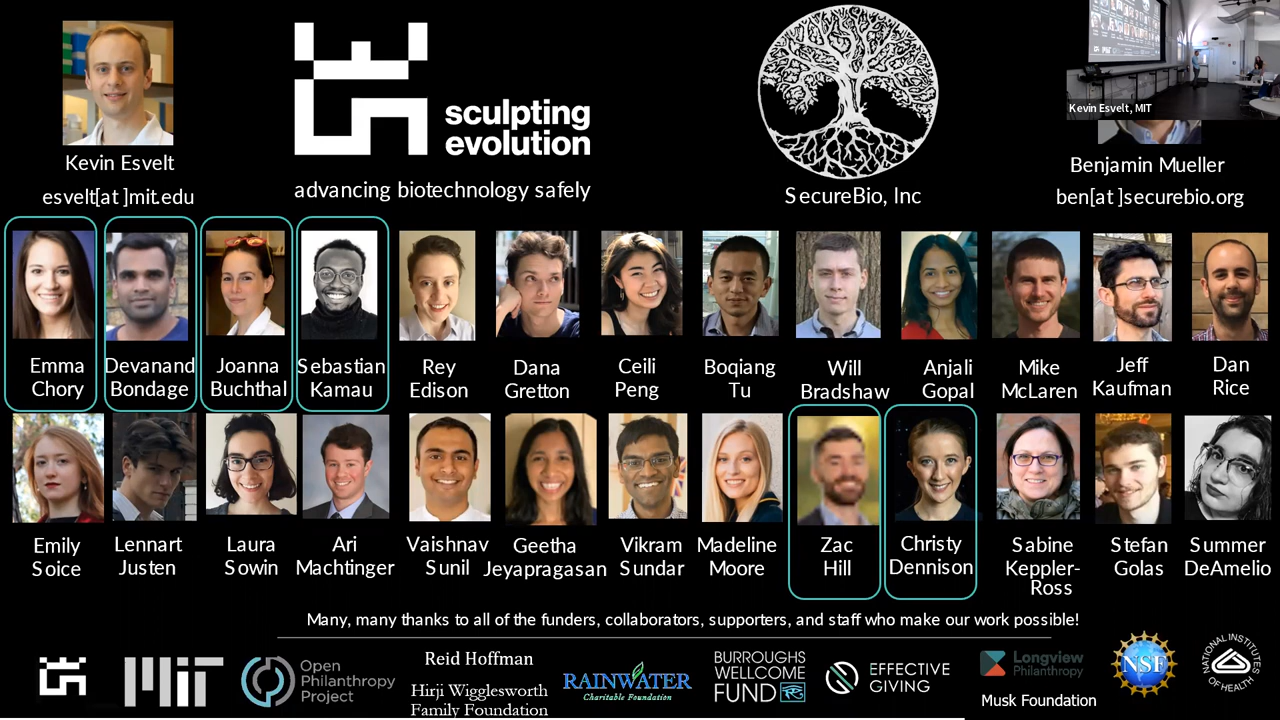 Kevin Esvelt
esvelt[at ]mit.edu
sculpting
evolution
advancing biotechnology safely
SecureBio, Inc
Kevin Esvelt, MIT
Benjamin Mueller
ben[at ]securebio.org
Emma
Chory
Devanand
Bondage
Joanna
Buchthal
Sebastian
Kamau
Rey
Edison
Dana
Gretton
Ceili
Peng
Boqiang
Tu
Will
Bradshaw
Anjali
Gopal
Mike
McLaren
Jeff
Kaufman
Dan
Rice
Emily
Soice
Lennart
Justen
Laura
Sowin
Ari
Machtinger
Vaishnav
Sunil
Geetha
Jeyapragasan
Vikram
Sundar
Madeline
Moore
Zac
Hill
Christy
Dennison
Sabine
Keppler-
Ross
Stefan
Golas
Summer
DeAmelio
Many, many thanks to all of the funders, collaborators, supporters, and staff who make our work possible!
MIT
Open
Philanthropy
Project
Reid Hoffman
Hirji Wigglesworth
Family Foundation
RAINWATER
Charitable Foundation
BURROUGHS
WELLCOME
FUND
EFFECTIVE
GIVING
Longview
Philanthropy
Musk Foundation
NSF
NATIONAL INSTITUTES
OF HEALTH